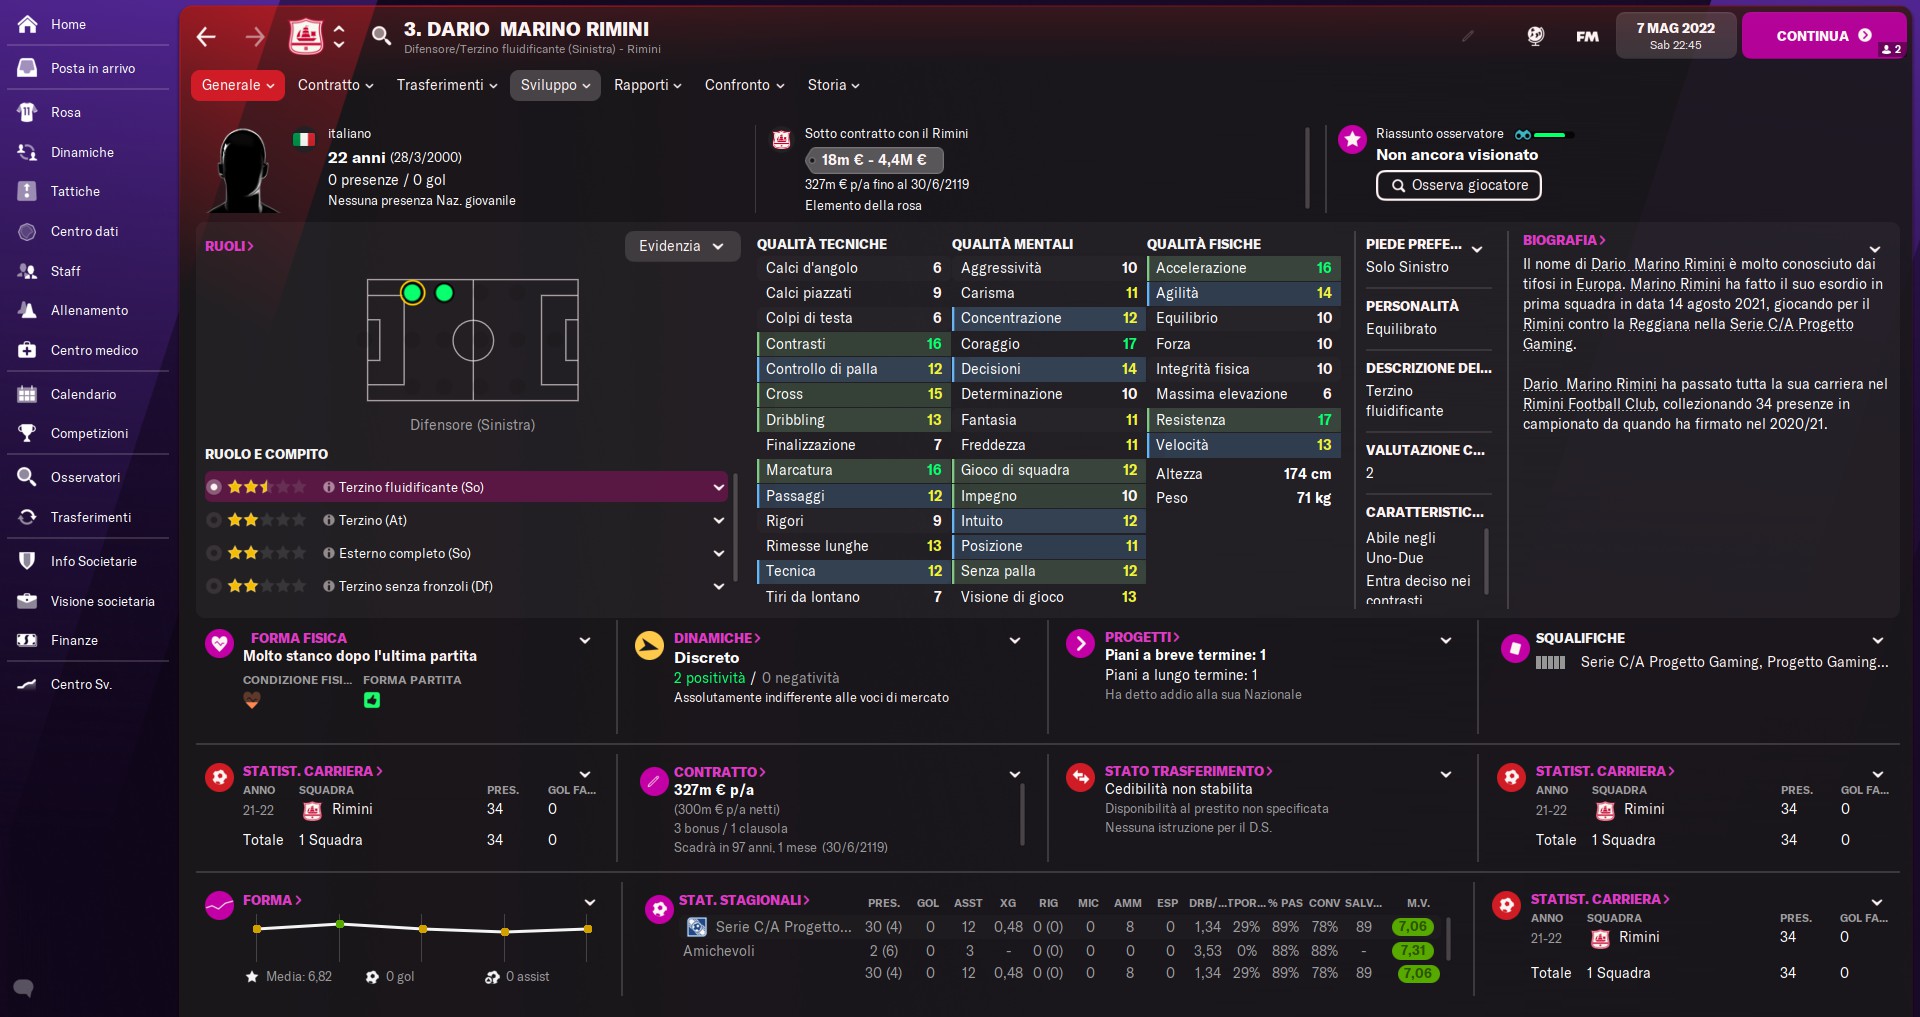 Home
Posta in arrivo
Rosa
Dinamiche
Tattiche
Centro dati
Staff
Allenamento
Centro medico
Calendario
Competizioni
Osservatori
Trasferimenti
Info Societarie
Visione societaria
Finanze
Centro Sv.
3. DARIO MARINO RIMINI
Difensore/Terzino fluidificante (Sinistra) - Rimini
FM
7 MAG 2022
Sab 22:45
CONTINUA
2
Generale
Contratto
Trasferimenti
Sviluppo
Rapporti
Confronto
Storia
italiano
22 anni (28/3/2000)
0 presenze / 0 gol
Nessuna presenza Naz. giovanile
Sotto contratto con il Rimini
18m € - 4,4M €
327m € p/a fino al 30/6/2119
Elemento della rosa
Riassunto osservatore
Non ancora visionato
Osserva giocatore
RUOLI
Evidenzia
Difensore (Sinistra)
RUOLO E COMPITO
Terzino fluidificante (So)
Terzino (At)
Esterno completo (So)
Terzino senza fronzoli (Df)
QUALITÀ TECNICHE
Calci d'angolo 6
Calci piazzati 9
Colpi di testa 6
Contrasti 16
Controllo di palla 12
Cross 15
Dribbling 13
Finalizzazione 7
Marcatura 16
Passaggi 12
Rigori 9
Rimesse lunghe 13
Tecnica 12
Tiri da lontano 7
QUALITÀ MENTALI
Aggressività 10
Carisma 11
Concentrazione 12
Coraggio 17
Decisioni 14
Determinazione 10
Fantasia 11
Freddezza 11
Gioco di squadra 12
Impegno 10
Intuito 12
Posizione 11
Senza palla 12
Visione di gioco 13
QUALITÀ FISICHE
Accelerazione 16
Agilità 14
Equilibrio 10
Forza 10
Integrità fisica 10
Massima elevazione 6
Resistenza 17
Velocità 13
Altezza 174 cm
Peso 71 kg
PIEDE PREFE...
Solo Sinistro
PERSONALITÀ
Equilibrato
DESCRIZIONE DEI...
Terzino
fluidificante
VALUTAZIONE C...
2
CARATTERISTIC...
Abile negli
Uno-Due
Entra deciso nei
contrasti
BIOGRAFIA
Il nome di Dario Marino Rimini è molto conosciuto dai
tifosi in Europa. Marino Rimini ha fatto il suo esordio in
prima squadra in data 14 agosto 2021, giocando per il
Rimini contro la Reggiana nella Serie C/A Progetto
Gaming.
Dario Marino Rimini ha passato tutta la sua carriera nel
Rimini Football Club, collezionando 34 presenze in
campionato da quando ha firmato nel 2020/21.
FORMA FISICA
Molto stanco dopo l'ultima partita
CONDIZIONE FISI... FORMA PARTITA
DINAMICHE
Discreto
2 positività / 0 negatività
Assolutamente indifferente alle voci di mercato
PROGETTI
Piani a breve termine: 1
Piani a lungo termine: 1
Ha detto addio alla sua Nazionale
SQUALIFICHE
Serie C/A Progetto Gaming, Progetto Gaming...
STATIST. CARRIERA
ANNO SQUADRA PRES. GOL FA...
21-22 Rimini 34 0
Totale 1 Squadra 34 0
CONTRATTO
327m € p/a
(300m € p/a netti)
3 bonus / 1 clausola
Scadrà in 97 anni, 1 mese (30/6/2119)
STATO TRASFERIMENTO
Cedibilità non stabilita
Disponibilità al prestito non specificata
Nessuna istruzione per il D.S.
STATIST. CARRIERA
ANNO SQUADRA PRES. GOL FA...
21-22 Rimini 34 0
Totale 1 Squadra 34 0
FORMA
Media: 6,82 0 gol 0 assist
STAT. STAGIONALI
PRES. GOL ASST XG RIG MIC AMM ESP DRB/... TPOR... % PAS CONV SALV... M.V.
Serie C/A Progetto... 30 (4) 0 12 0,48 0 (0) 0 8 0 1,34 29% 89% 78% 89 7,06
Amichevoli 2 (6) 0 3 - 0 (0) 0 0 0 3,53 0% 88% 88% - 7,31
30 (4) 0 12 0,48 0 (0) 0 8 0 1,34 29% 89% 78% 89 7,06
STATIST. CARRIERA
ANNO SQUADRA PRES. GOL FA...
21-22 Rimini 34 0
Totale 1 Squadra 34 0